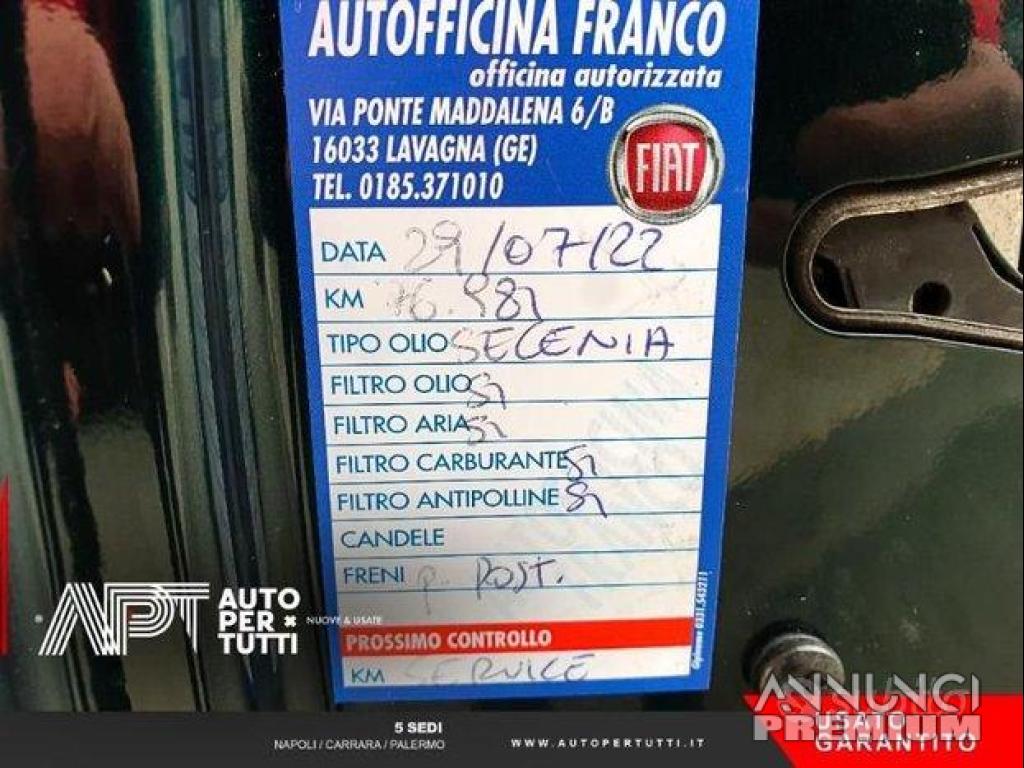 AUTOFFICINA FRANCO
officina autorizzata
VIA PONTE MADDALENA 6/B
16033 LAVAGNA (GE)
TEL. 0185.371010
FIAT
DATA 29/07/22
KM
TIPO OLIO SELENIA
FILTRO OLIO SI
FILTRO ARIA SI
FILTRO CARBURANTE SI
FILTRO ANTIPOLLINE SI
CANDELE
FRENI P. POST.
PROSSIMO CONTROLLO
KM SERVICE
APT AUTO
PER
TUTTI
NUOVE & USATE
5 SEDI
NAPOLI / CARRARA / PALERMO
WWW.AUTOPERTUTTI.IT
ANNUNCI
PREMIUM
USATO
GARANTITO